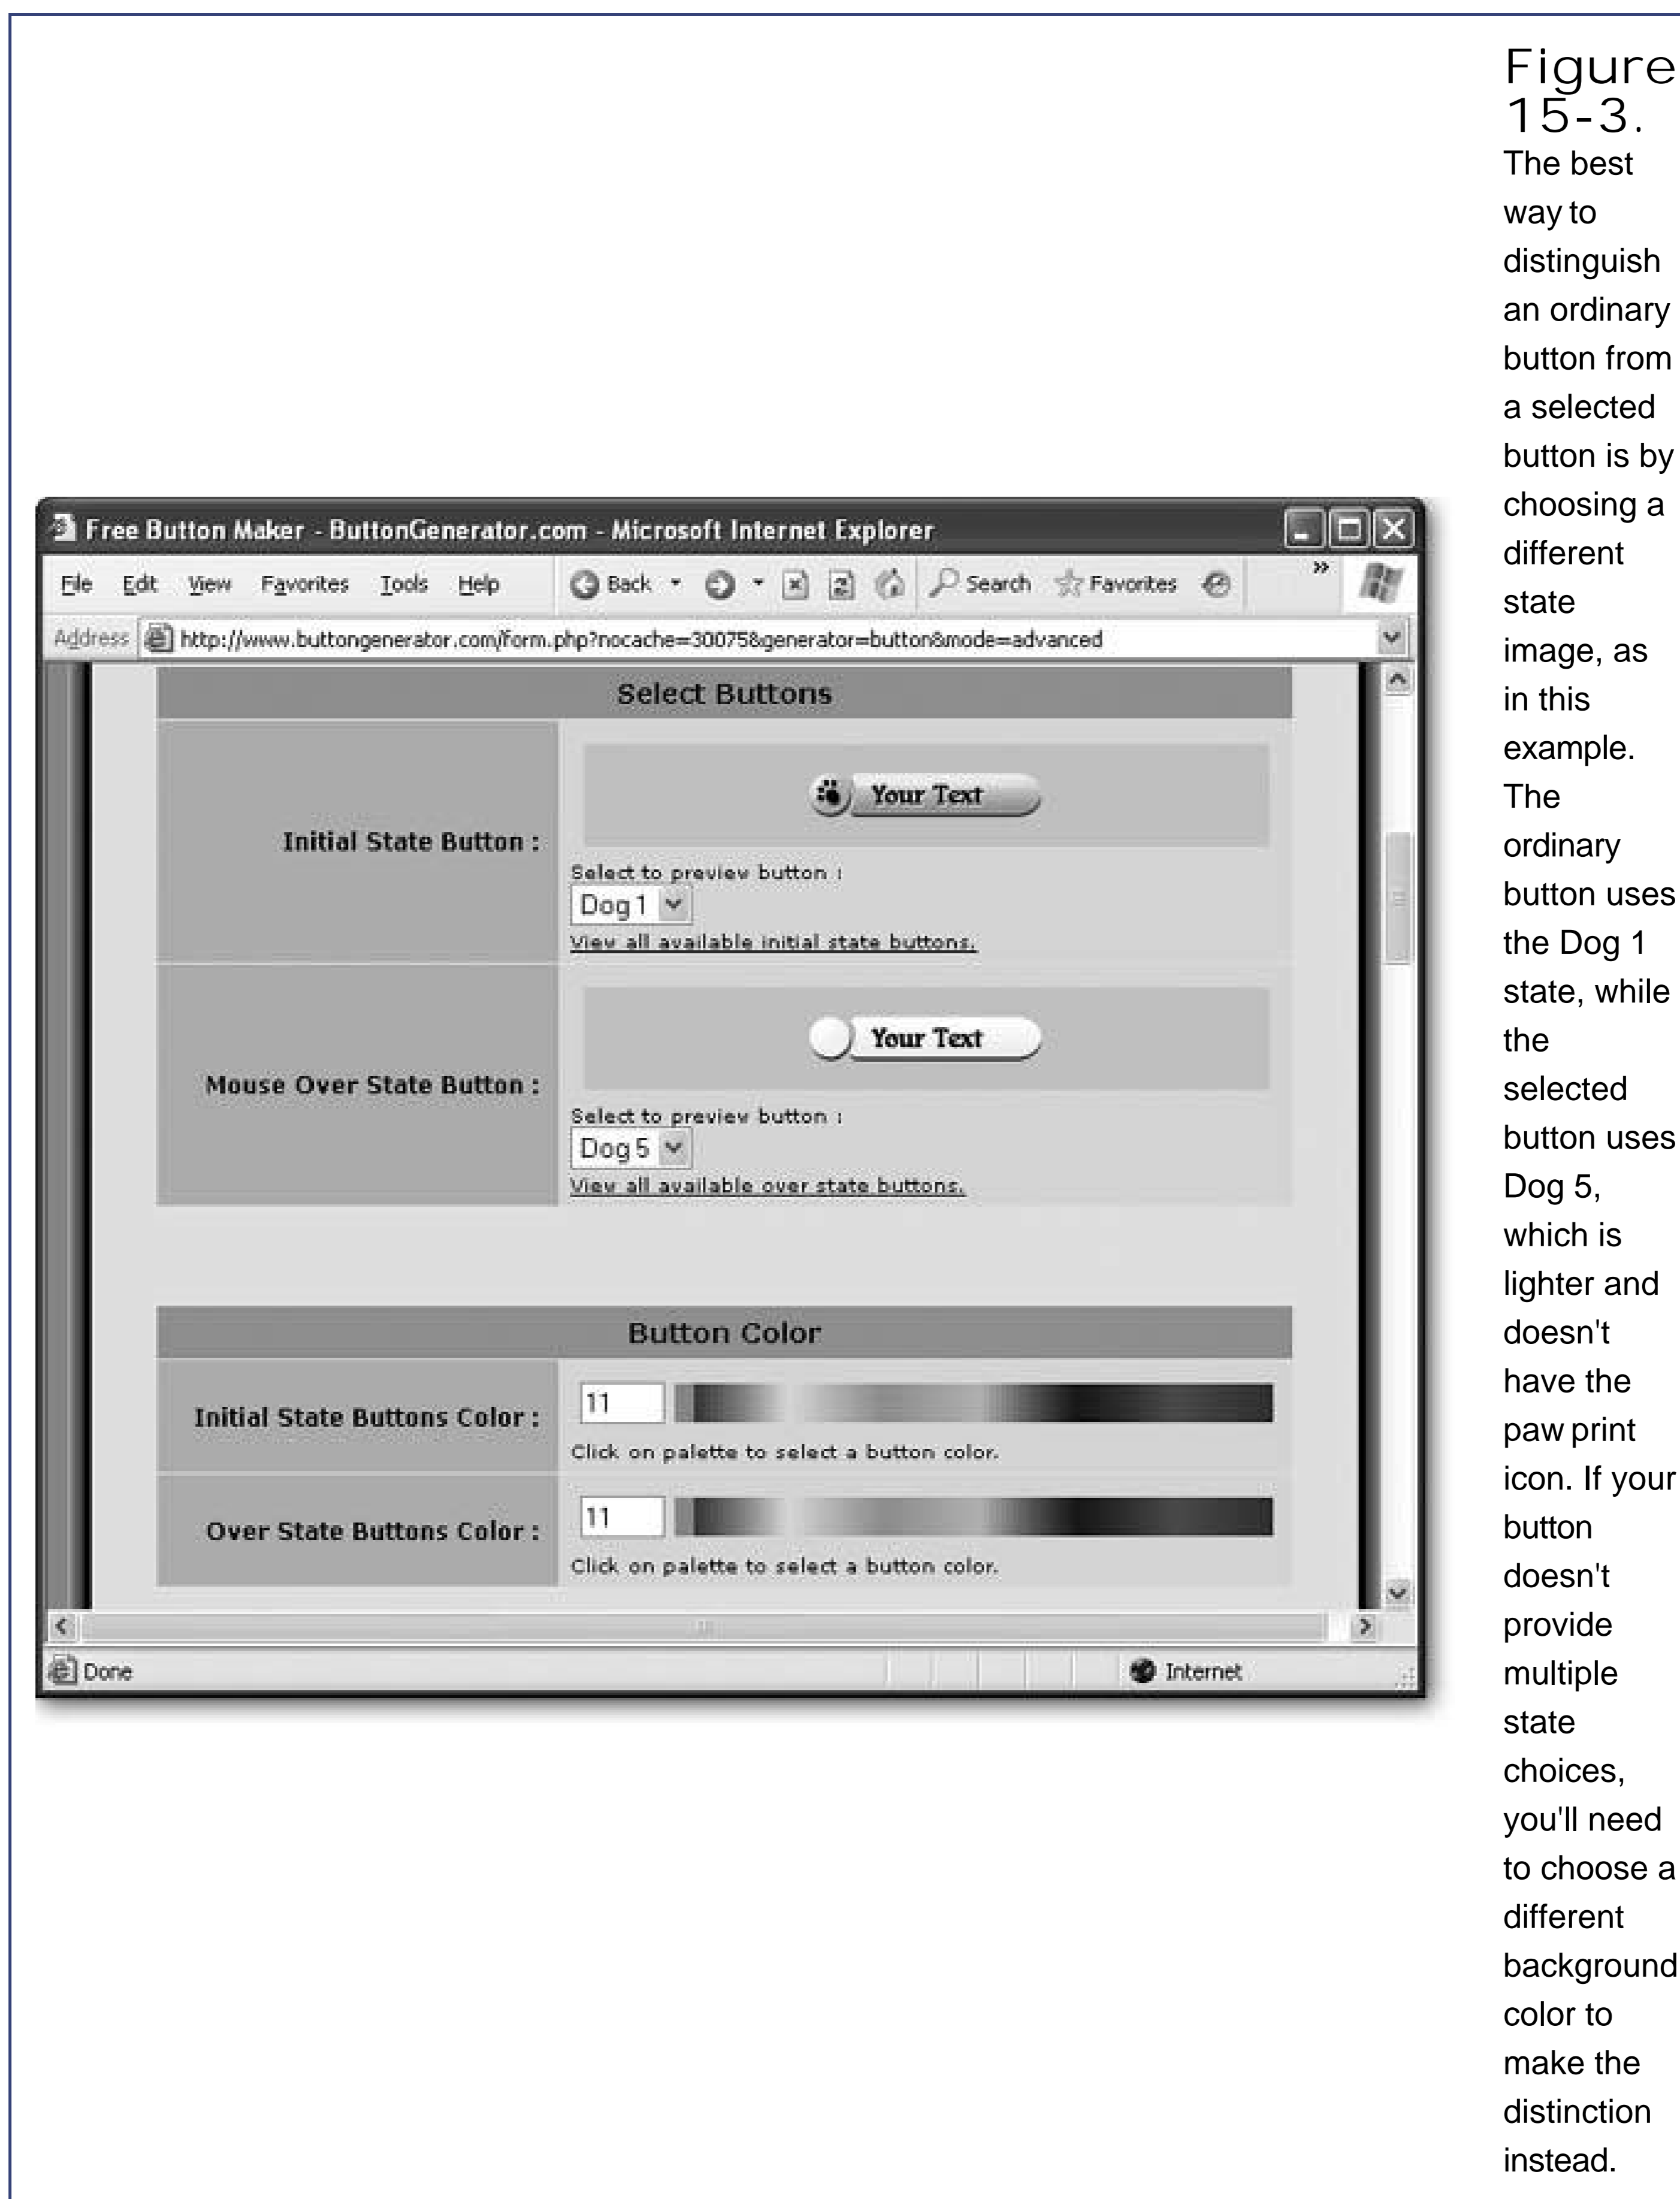 Free Button Maker - ButtonGenerator.com - Microsoft Internet Explorer
File Edit View Favorites Tools Help Back Search Favorites »
Address http://www.buttongenerator.com/form.php?nocache=30075&generator=button&mode=advanced
Select Buttons
Initial State Button :
Your Text
Select to preview button :
Dog 1
View all available initial state buttons.
Mouse Over State Button :
Your Text
Select to preview button :
Dog 5
View all available over state buttons.
Button Color
Initial State Buttons Color :
11
Click on palette to select a button color.
Over State Buttons Color :
11
Click on palette to select a button color.
Done Internet
Figure
15-3.
The best
way to
distinguish
an ordinary
button from
a selected
button is by
choosing a
different
state
image, as
in this
example.
The
ordinary
button uses
the Dog 1
state, while
the
selected
button uses
Dog 5,
which is
lighter and
doesn't
have the
paw print
icon. If your
button
doesn't
provide
multiple
state
choices,
you'll need
to choose a
different
background
color to
make the
distinction
instead.